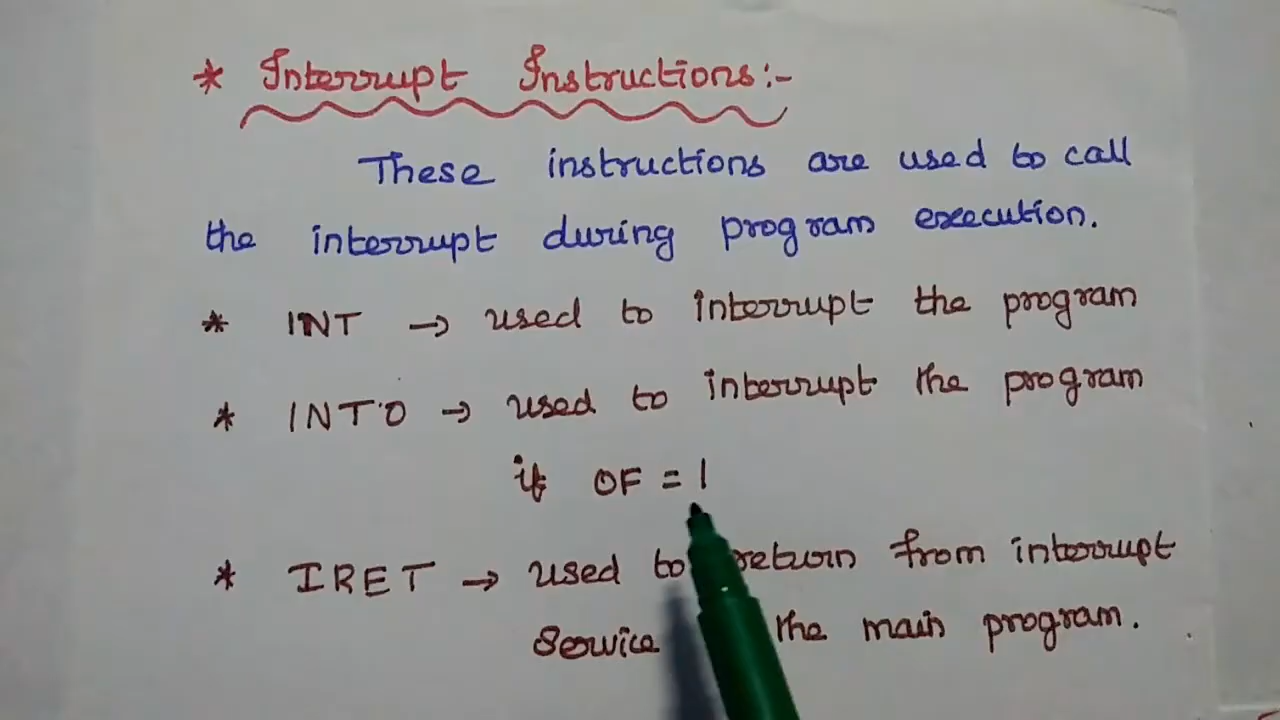 * Interrupt Instructions:-
These instructions are used to call
the interrupt during program execution.
* INT → used to interrupt the program
* INTO → used to interrupt the program
if OF = 1
* IRET → used to return from interrupt
Service the main program.